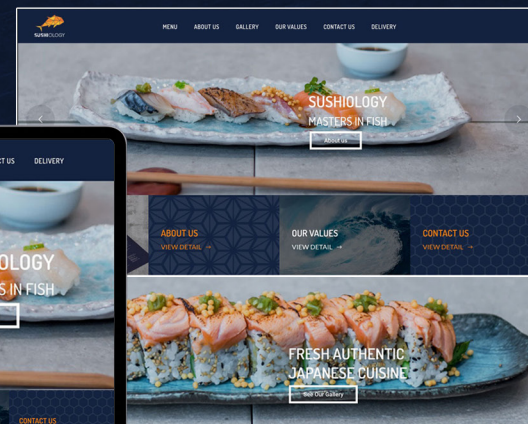 SUSHIOLOGY
MENU ABOUT US GALLERY OUR VALUES CONTACT US DELIVERY
SUSHIOLOGY
MASTERS IN FISH
About us
CT US DELIVERY
OLOGY
S IN FISH
ABOUT US
VIEW DETAIL →
OUR VALUES
VIEW DETAIL →
CONTACT US
VIEW DETAIL →
FRESH AUTHENTIC
JAPANESE CUISINE
See Our Gallery
CONTACT US